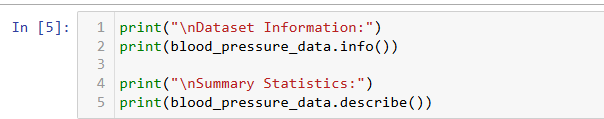 In [5]:
1 print("\nDataset Information:")
2 print(blood_pressure_data.info())
3
4 print("\nSummary Statistics:")
5 print(blood_pressure_data.describe())